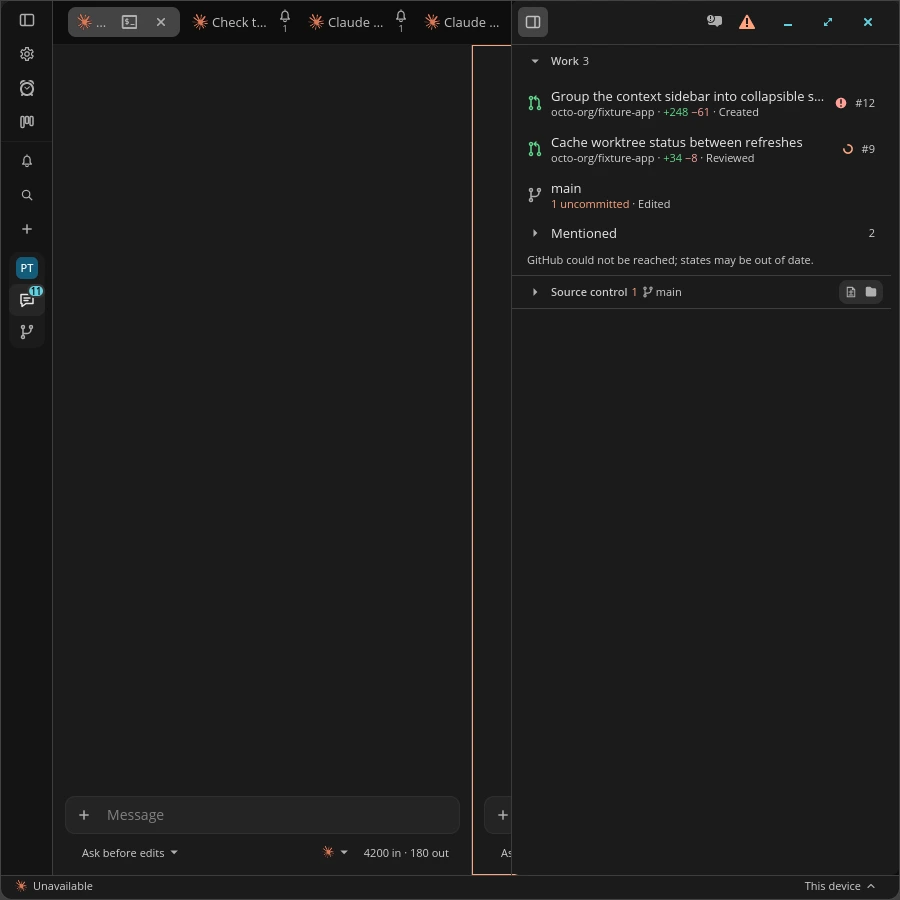 ...
Check t...
1
Claude ...
1
Claude ...
Work 3
Group the context sidebar into collapsible s...
#12
octo-org/fixture-app · +248 −61 · Created
Cache worktree status between refreshes
#9
octo-org/fixture-app · +34 −8 · Reviewed
main
1 uncommitted · Edited
Mentioned
2
GitHub could not be reached; states may be out of date.
Source control 1 main
PT
11
Message
Ask before edits
4200 in · 180 out
As
Unavailable
This device